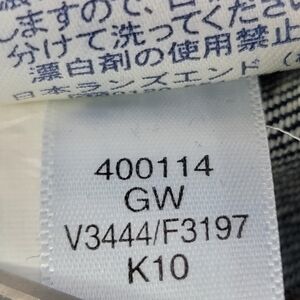 しますので、
分けて洗ってください
漂白剤の使用禁止
日本ランズエンド(
400114
GW
V3444/F3197
K10